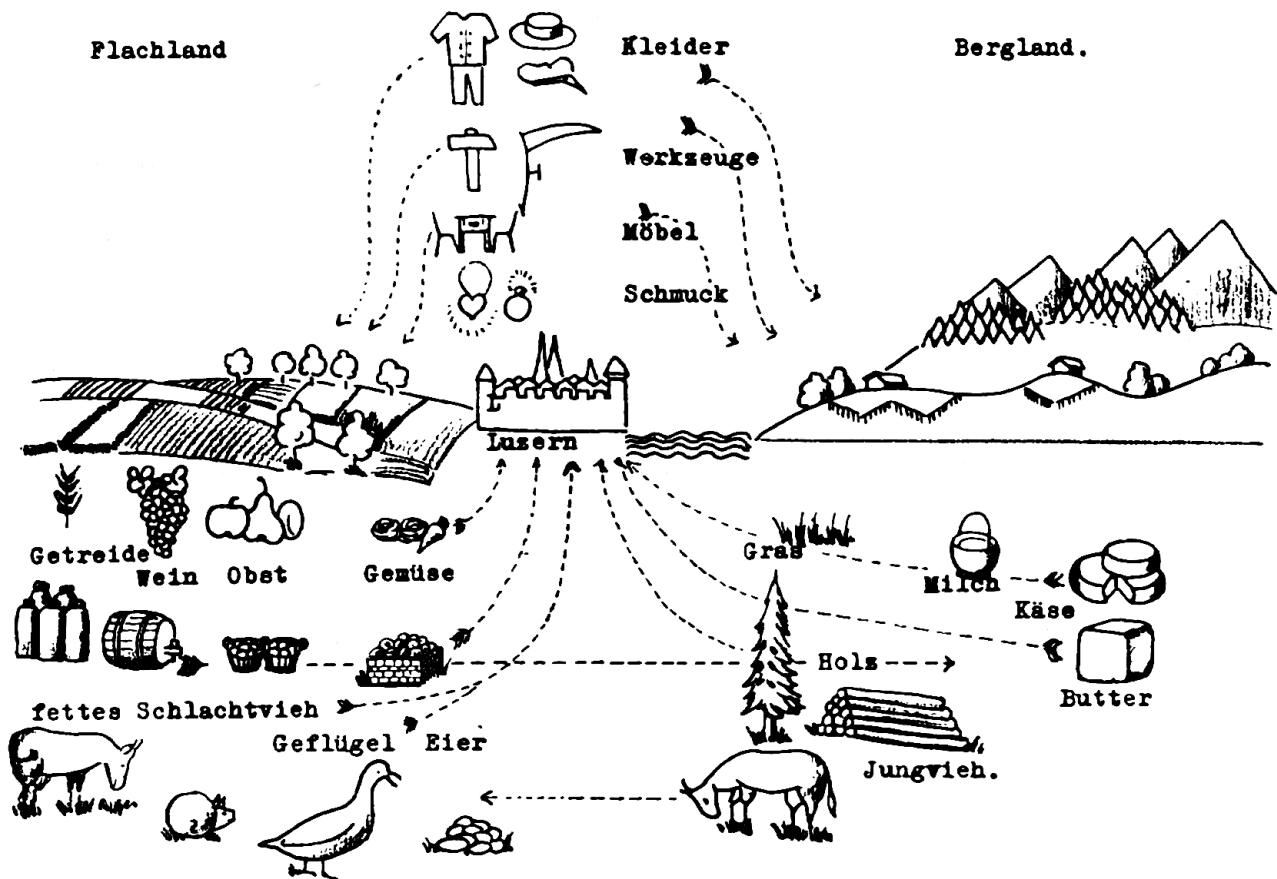 Flachland
Kleider
Bergland.
Werkzeuge
Möbel
Schmuck
Luzern
Getreide
Wein
Obst
Gemüse
Gras
Milch
Käse
Holz
Butter
fettes Schlachtvieh
Geflügel Eier
Jungvieh.